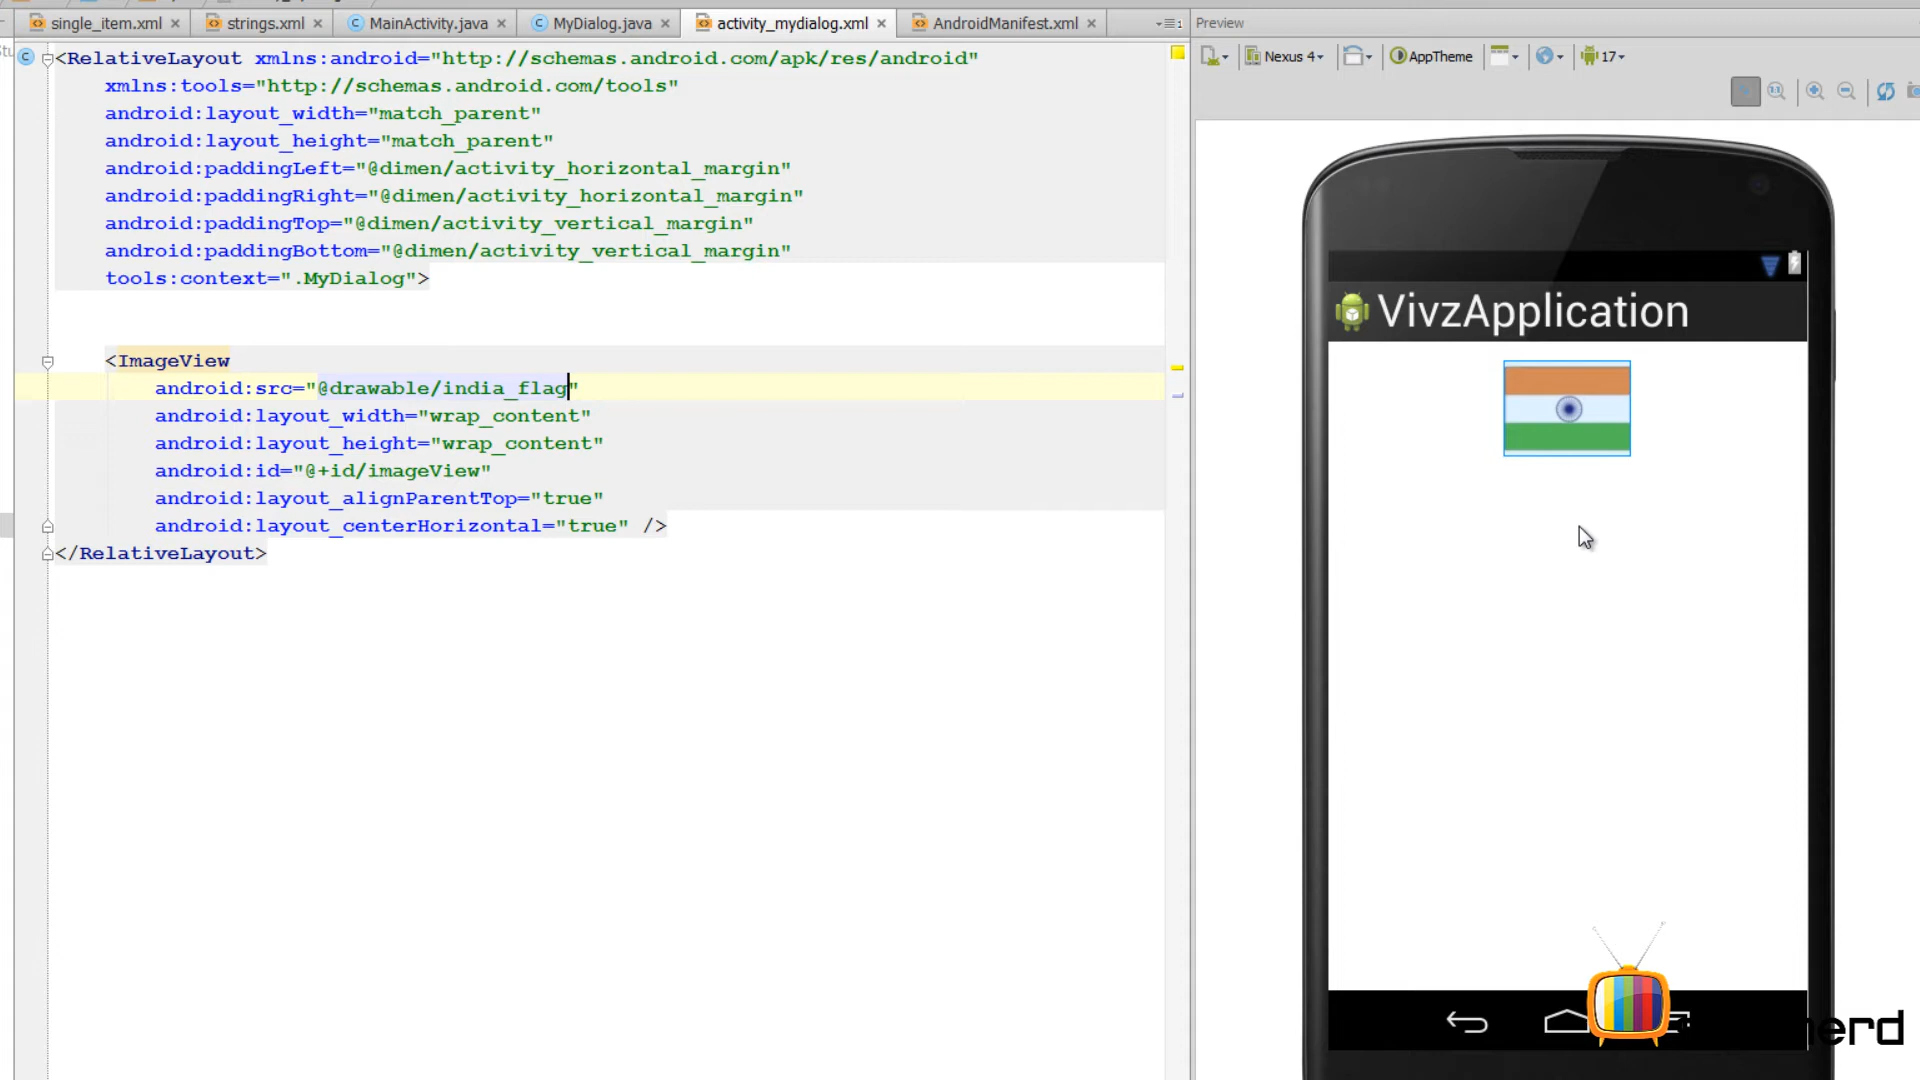 single_item.xml
strings.xml
MainActivity.java
MyDialog.java
activity_mydialog.xml
AndroidManifest.xml
1
Preview
Nexus 4
AppTheme
17
<RelativeLayout xmlns:android="http://schemas.android.com/apk/res/android"
xmlns:tools="http://schemas.android.com/tools"
android:layout_width="match_parent"
android:layout_height="match_parent"
android:paddingLeft="@dimen/activity_horizontal_margin"
android:paddingRight="@dimen/activity_horizontal_margin"
android:paddingTop="@dimen/activity_vertical_margin"
android:paddingBottom="@dimen/activity_vertical_margin"
tools:context=".MyDialog">
<ImageView
android:src="@drawable/india_flag"
android:layout_width="wrap_content"
android:layout_height="wrap_content"
android:id="@+id/imageView"
android:layout_alignParentTop="true"
android:layout_centerHorizontal="true" />
</RelativeLayout>
VivzApplication